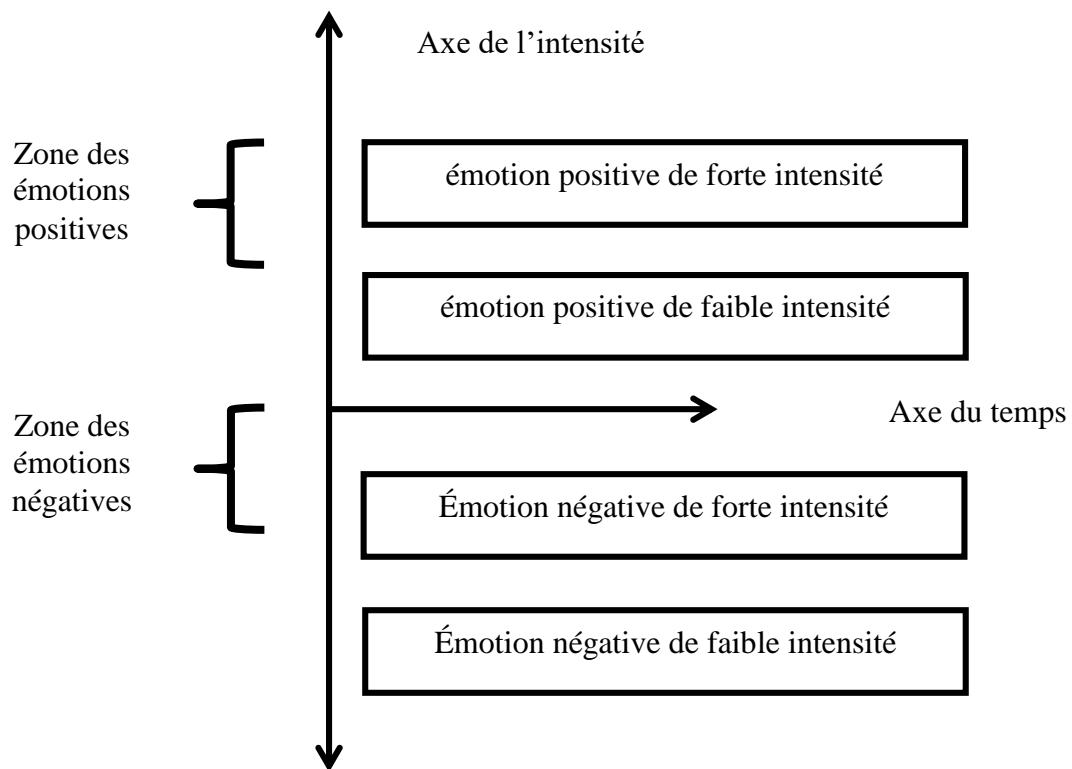 Axe de l’intensité
Zone des
émotions
positives
émotion positive de forte intensité
émotion positive de faible intensité
Axe du temps
Zone des
émotions
négatives
Émotion négative de forte intensité
Émotion négative de faible intensité